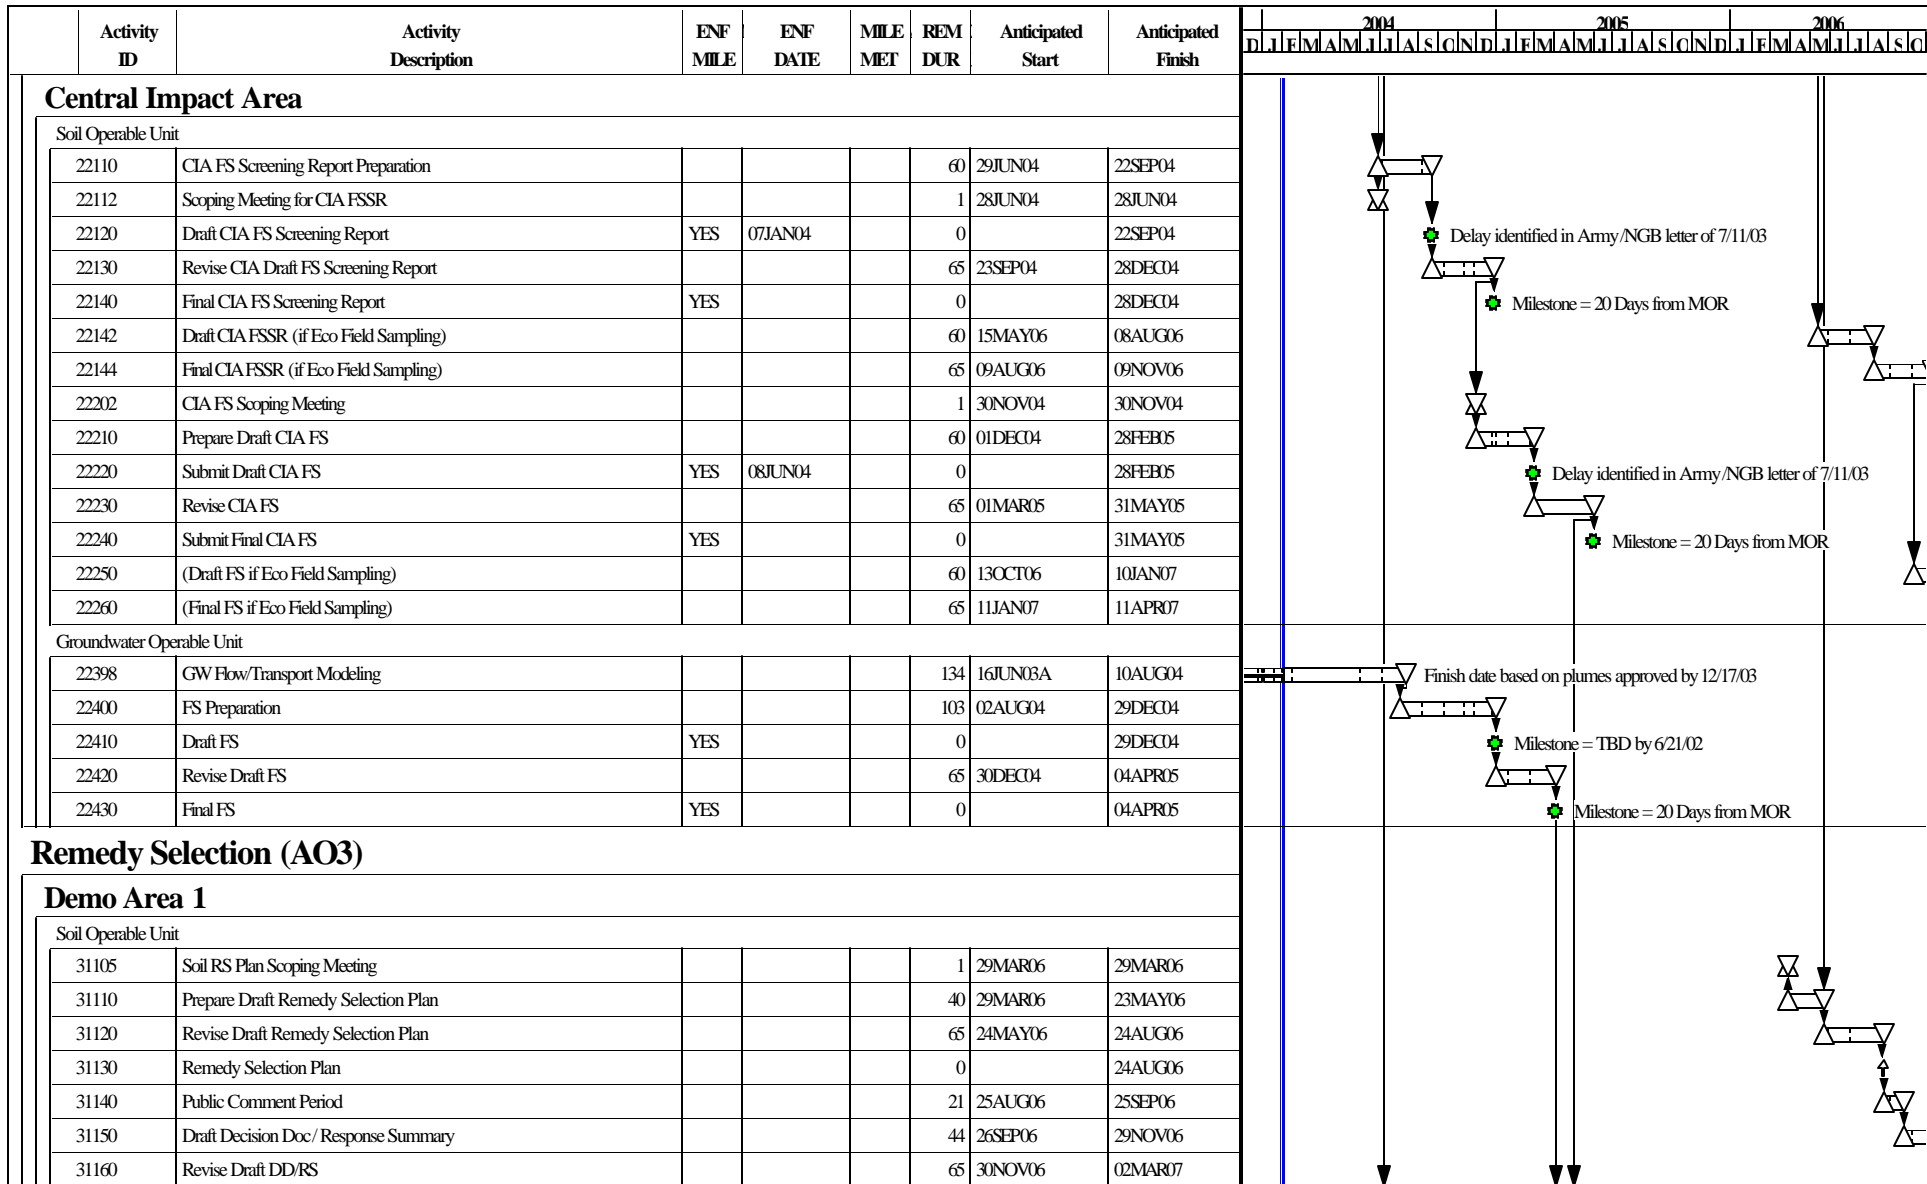 Activity ID Activity Description ENF MILE ENF DATE MILE MET REM DUR Anticipated Start Anticipated Finish
2004 2005 2006
D J F M A M J J A S O N D J F M A M J J A S O N D J F M A M J J A S O
Central Impact Area
Soil Operable Unit
22110 CIA FS Screening Report Preparation 60 29JUN04 22SEP04
22112 Scoping Meeting for CIA FSSR 1 28JUN04 28JUN04
22120 Draft CIA FS Screening Report YES 07JAN04 0 22SEP04 Delay identified in Army/NGB letter of 7/11/03
22130 Revise CIA Draft FS Screening Report 65 23SEP04 28DEC04
22140 Final CIA FS Screening Report YES 0 28DEC04 Milestone = 20 Days from MOR
22142 Draft CIA FSSR (if Eco Field Sampling) 60 15MAY06 08AUG06
22144 Final CIA FSSR (if Eco Field Sampling) 65 09AUG06 09NOV06
22202 CIA FS Scoping Meeting 1 30NOV04 30NOV04
22210 Prepare Draft CIA FS 60 01DEC04 28FEB05
22220 Submit Draft CIA FS YES 08JUN04 0 28FEB05 Delay identified in Army/NGB letter of 7/11/03
22230 Revise CIA FS 65 01MAR05 31MAY05
22240 Submit Final CIA FS YES 0 31MAY05 Milestone = 20 Days from MOR
22250 (Draft FS if Eco Field Sampling) 60 13OCT06 10JAN07
22260 (Final FS if Eco Field Sampling) 65 11JAN07 11APR07
Groundwater Operable Unit
22398 GW Flow/Transport Modeling 134 16JUN03A 10AUG04 Finish date based on plumes approved by 12/17/03
22400 FS Preparation 103 02AUG04 29DEC04
22410 Draft FS YES 0 29DEC04 Milestone = TBD by 6/21/02
22420 Revise Draft FS 65 30DEC04 04APR05
22430 Final FS YES 0 04APR05 Milestone = 20 Days from MOR
Remedy Selection (AO3)
Demo Area 1
Soil Operable Unit
31105 Soil RS Plan Scoping Meeting 1 29MAR06 29MAR06
31110 Prepare Draft Remedy Selection Plan 40 29MAR06 23MAY06
31120 Revise Draft Remedy Selection Plan 65 24MAY06 24AUG06
31130 Remedy Selection Plan 0 24AUG06
31140 Public Comment Period 21 25AUG06 25SEP06
31150 Draft Decision Doc/ Response Summary 44 26SEP06 29NOV06
31160 Revise Draft DD/RS 65 30NOV06 02MAR07